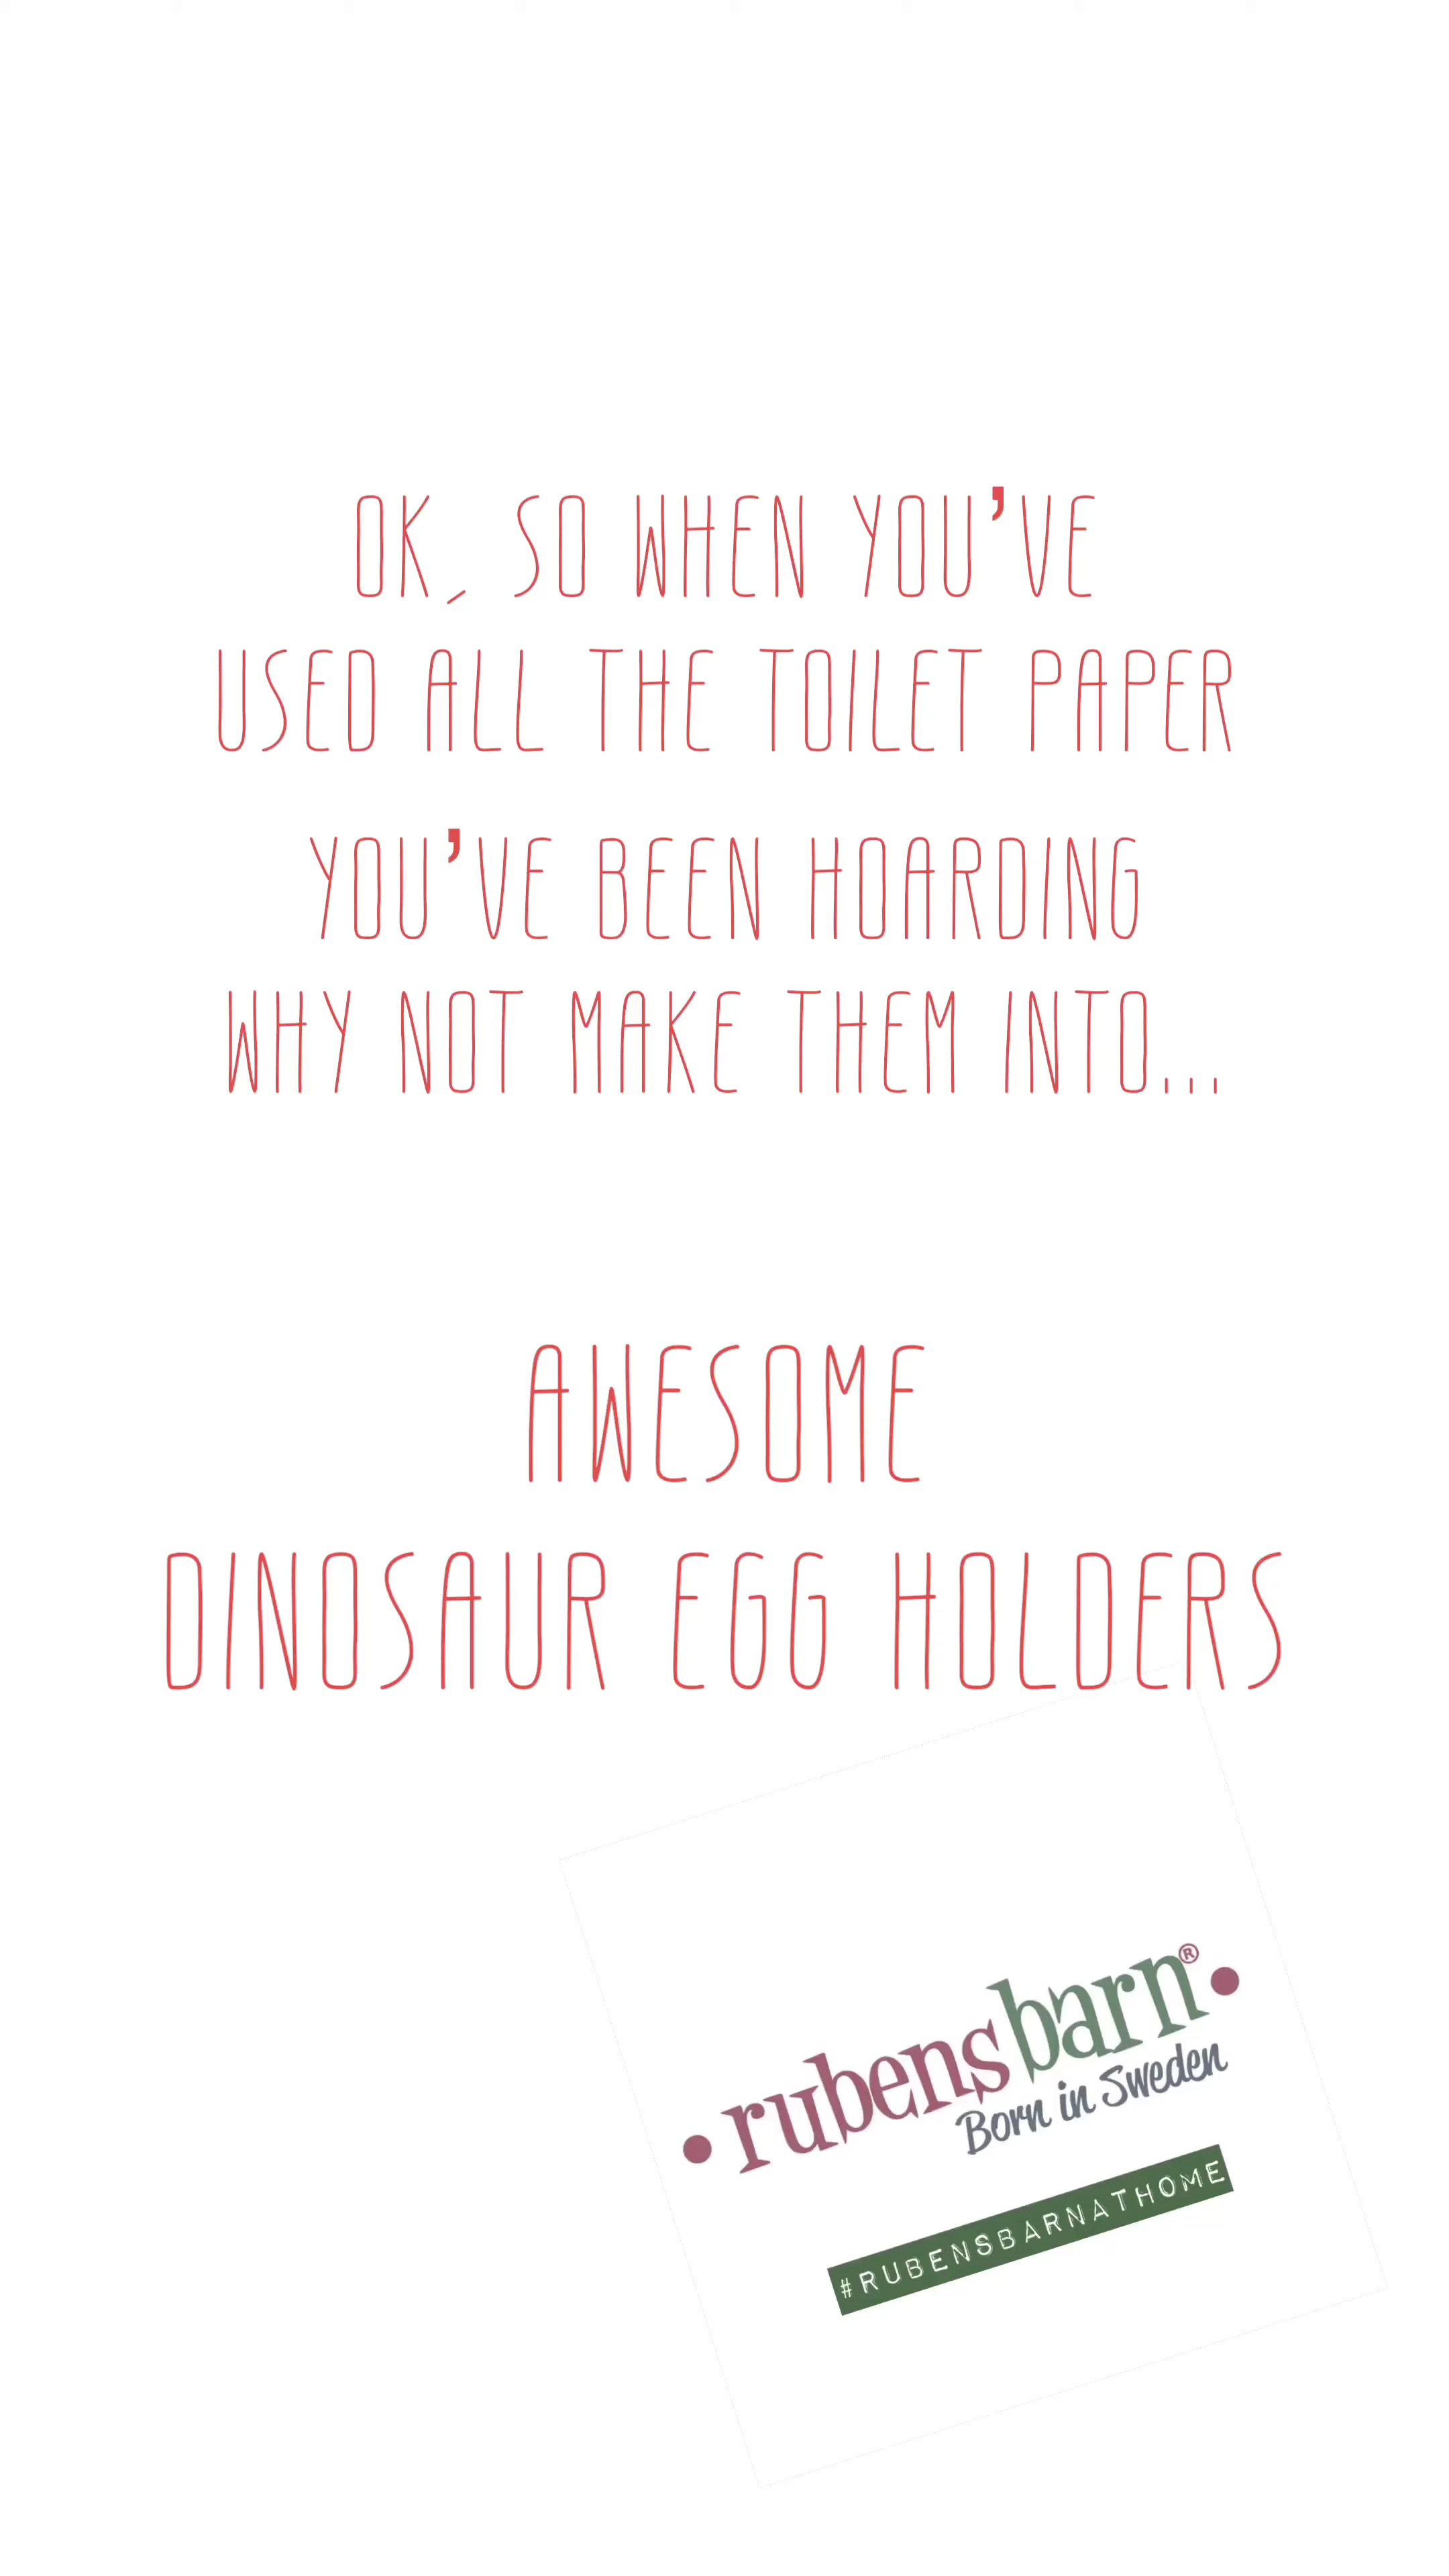 OK, SO WHEN YOU'VE
USED ALL THE TOILET PAPER
YOU'VE BEEN HOARDING
WHY NOT MAKE THEM INTO...
AWESOME
DINOSAUR EGG HOLDERS
•rubensbarn®•
Born in Sweden
#RUBENSBARNATHOME